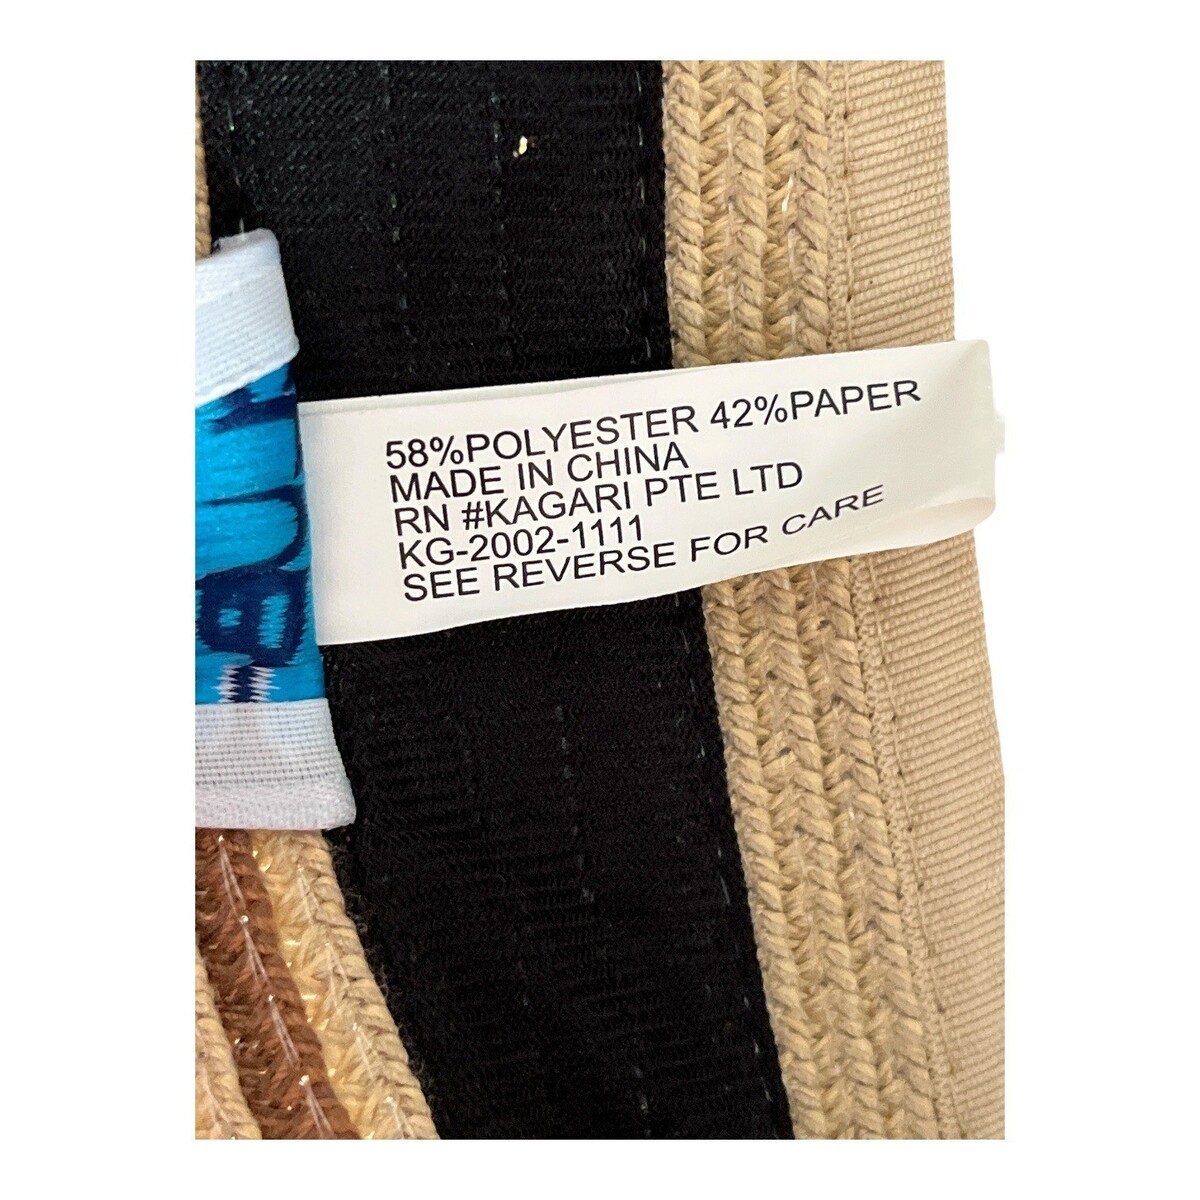 58%POLYESTER 42%PAPER
MADE IN CHINA
RN #KAGARI PTE LTD
KG-2002-1111
SEE REVERSE FOR CARE